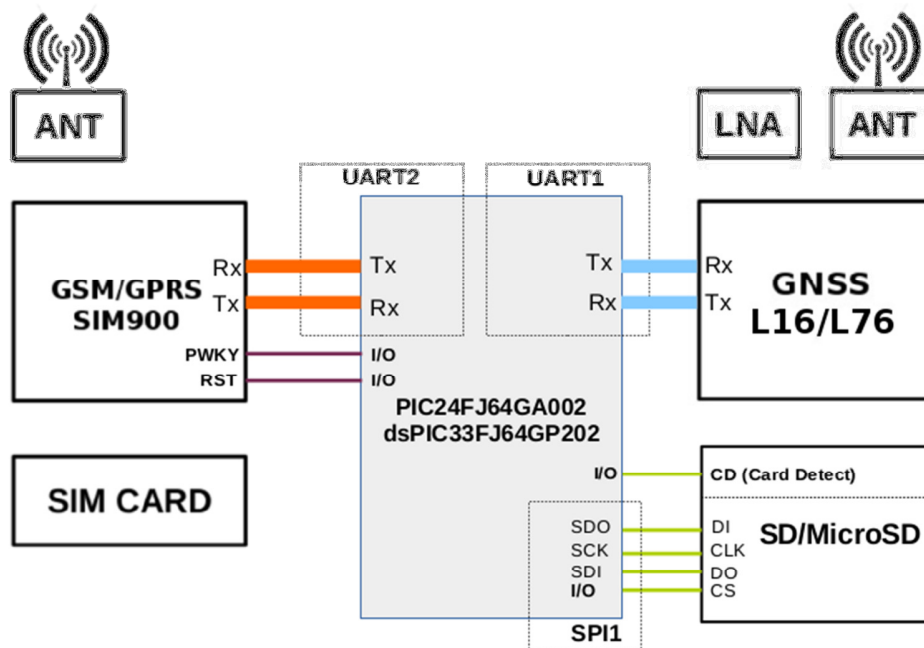 ANT
LNA
ANT
UART2
UART1
GSM/GPRS
SIM900
Rx
Tx
PWKY
RST
Tx
Rx
I/O
I/O
PIC24FJ64GA002
dsPIC33FJ64GP202
Tx
Rx
Rx
Tx
GNSS
L16/L76
SIM CARD
I/O
CD (Card Detect)
SDO
SCK
SDI
I/O
SPI1
DI
CLK
DO
CS
SD/MicroSD